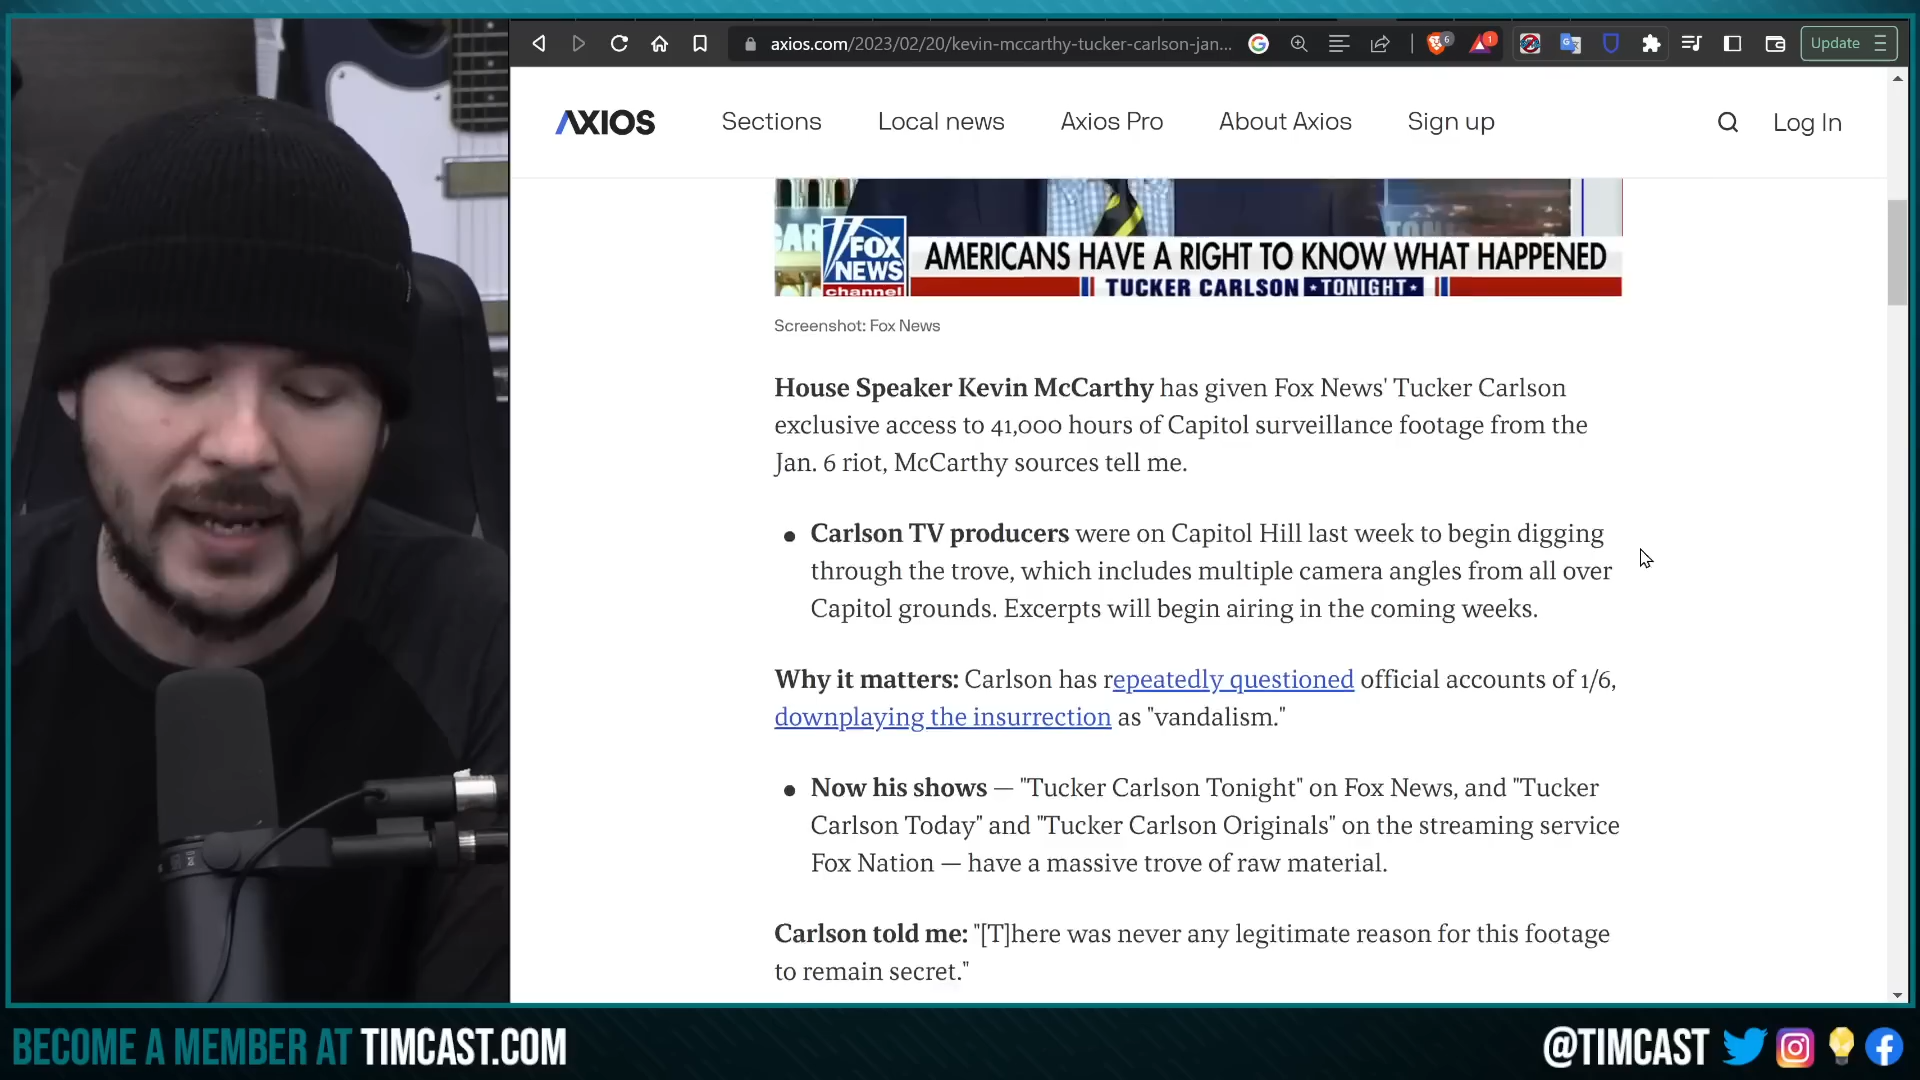 axios.com/2023/02/20/kevin-mccarthy-tucker-carlson-jan...
6
1
Update
AXIOS
Sections
Local news
Axios Pro
About Axios
Sign up
Log In
FOX
NEWS
channel
AMERICANS HAVE A RIGHT TO KNOW WHAT HAPPENED
TUCKER CARLSON TONIGHT
Screenshot: Fox News
House Speaker Kevin McCarthy has given Fox News' Tucker Carlson
exclusive access to 41,000 hours of Capitol surveillance footage from the
Jan. 6 riot, McCarthy sources tell me.
• Carlson TV producers were on Capitol Hill last week to begin digging
through the trove, which includes multiple camera angles from all over
Capitol grounds. Excerpts will begin airing in the coming weeks.
Why it matters: Carlson has repeatedly questioned official accounts of 1/6,
downplaying the insurrection as "vandalism."
• Now his shows — "Tucker Carlson Tonight" on Fox News, and "Tucker
Carlson Today" and "Tucker Carlson Originals" on the streaming service
Fox Nation — have a massive trove of raw material.
Carlson told me: "[T]here was never any legitimate reason for this footage
to remain secret."
BECOME A MEMBER AT TIMCAST.COM
@TIMCAST